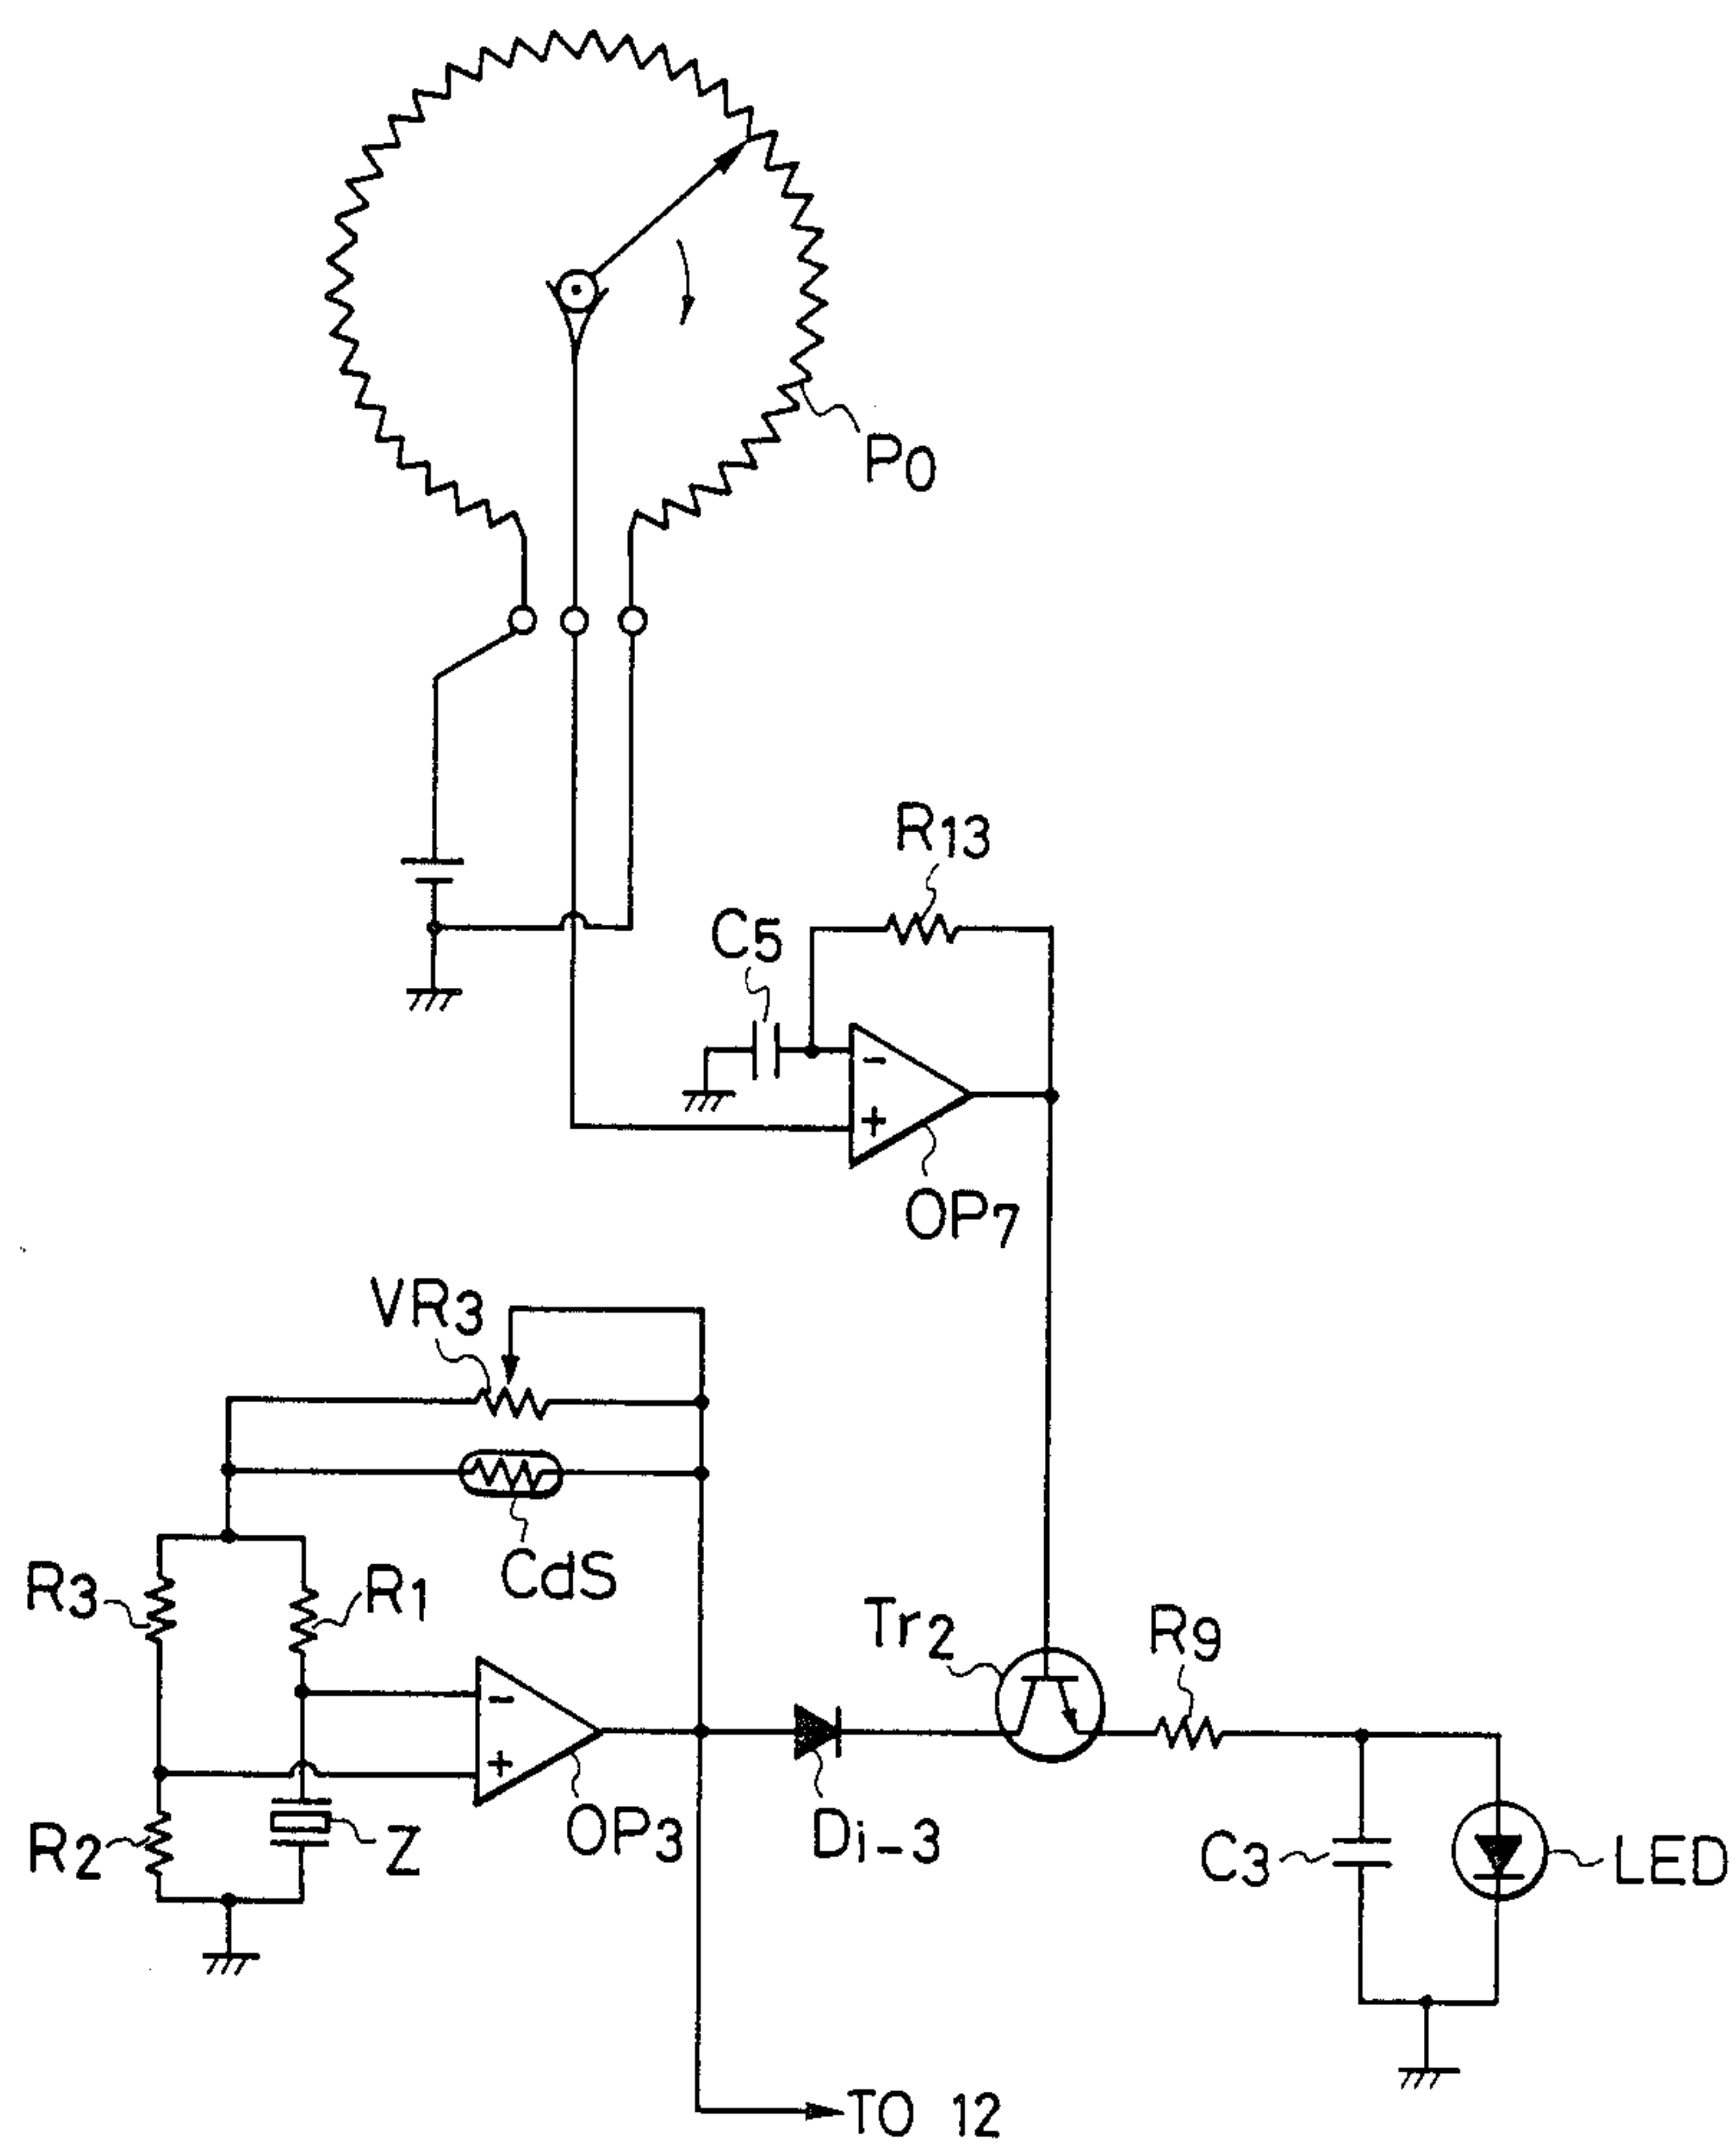 P0
R13
C5
-
+
OP7
VR3
CdS
R3
R1
Tr2
R9
-
+
OP3
Di-3
R2
Z
C3
LED
TO 12